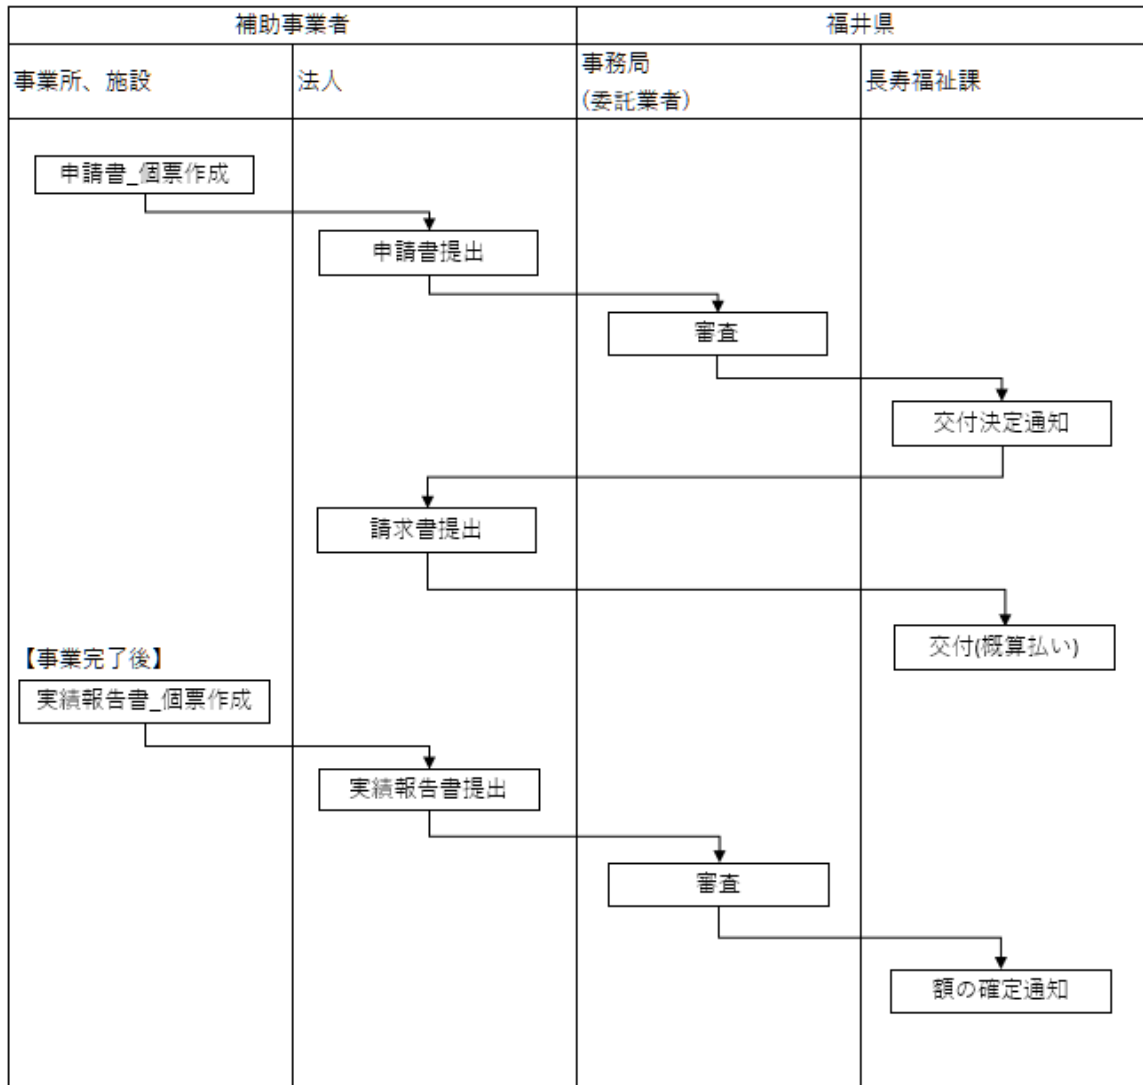 補助事業者
福井県
事業所、施設
法人
事務局
(委託業者)
長寿福祉課
申請書_個票作成
申請書提出
審査
交付決定通知
請求書提出
交付(概算払い)
【事業完了後】
実績報告書_個票作成
実績報告書提出
審査
額の確定通知